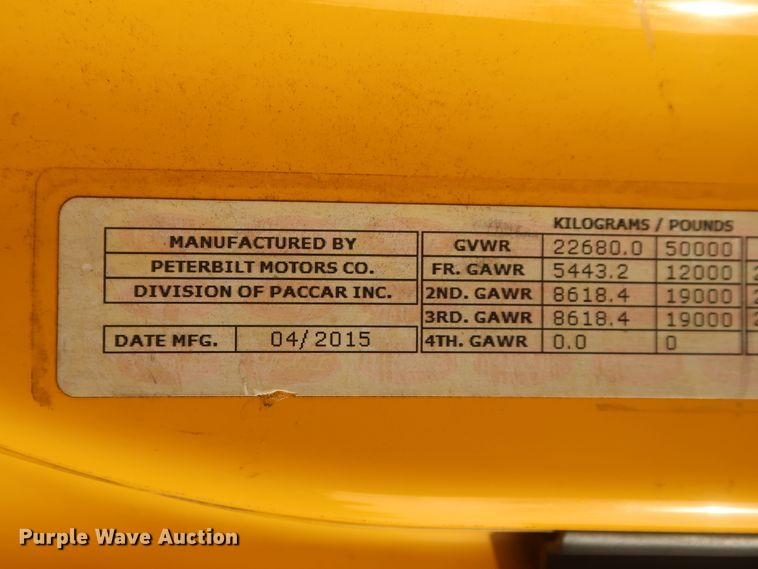 KILOGRAMS / POUNDS
MANUFACTURED BY
PETERBILT MOTORS CO.
DIVISION OF PACCAR INC.
DATE MFG. 04/2015
GVWR 22680.0 50000
FR. GAWR 5443.2 12000
2ND. GAWR 8618.4 19000
3RD. GAWR 8618.4 19000
4TH. GAWR 0.0 0
Purple Wave Auction